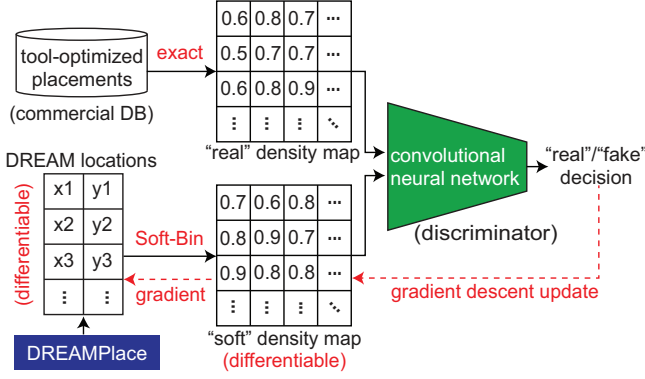 tool-optimized
placements
(commercial DB)
exact
0.6 0.8 0.7 ...
0.5 0.7 0.7 ...
0.6 0.8 0.9 ...
⋮ ⋮ ⋮ ⋱
"real" density map
DREAM locations
(differentiable)
x1 y1
x2 y2
x3 y3
⋮ ⋮
DREAMPlace
Soft-Bin
gradient
0.7 0.6 0.8 ...
0.8 0.9 0.7 ...
0.9 0.8 0.8 ...
⋮ ⋮ ⋮ ⋱
"soft" density map
(differentiable)
convolutional
neural network
(discriminator)
"real"/"fake"
decision
gradient descent update